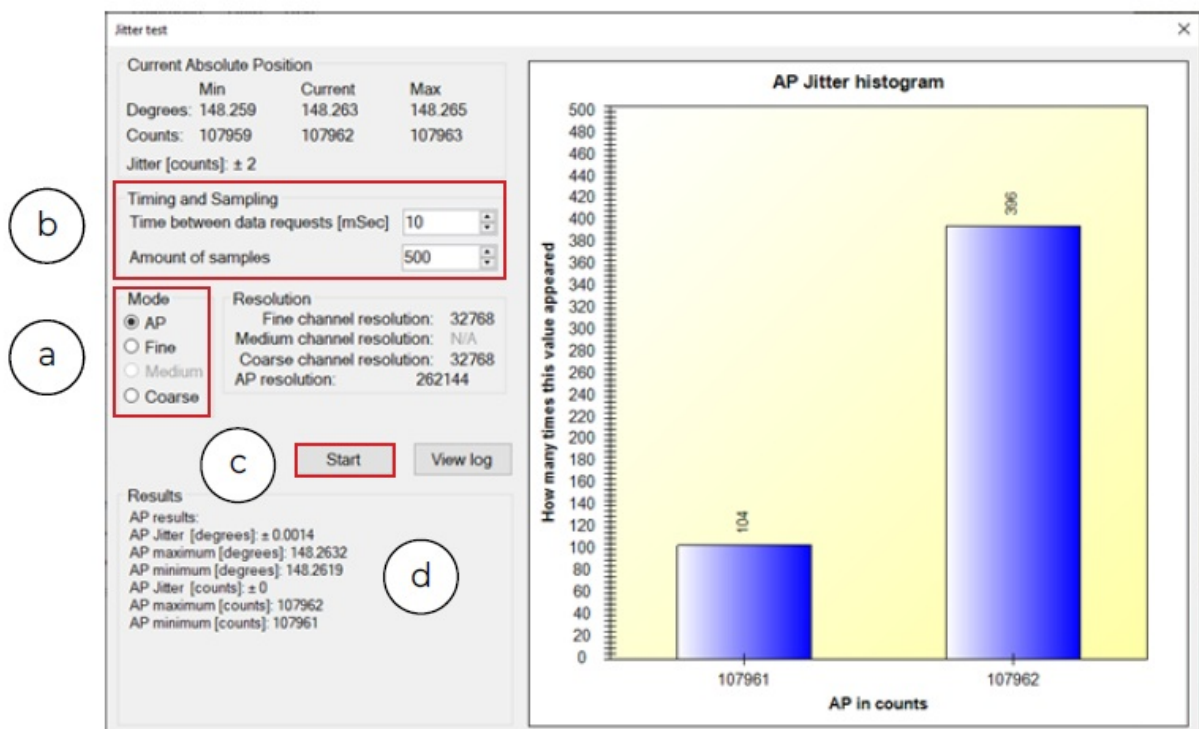 Jitter test
Current Absolute Position
Min Current Max
Degrees: 148.259 148.263 148.265
Counts: 107959 107962 107963
Jitter [counts]: ± 2
b
Timing and Sampling
Time between data requests [mSec] 10
Amount of samples 500
a
Mode
AP
Fine
Medium
Coarse
Resolution
Fine channel resolution: 32768
Medium channel resolution: N/A
Coarse channel resolution: 32768
AP resolution: 262144
c
Start View log
Results
AP results:
AP Jitter [degrees]: ± 0.0014
AP maximum [degrees]: 148.2632
AP minimum [degrees]: 148.2619
AP Jitter [counts]: ± 0
AP maximum [counts]: 107962
AP minimum [counts]: 107961
d
AP Jitter histogram
How many times this value appeared
500
480
460
440
420
400
380
360
340
320
300
280
260
240
220
200
180
160
140
120
100
80
60
40
20
0
104
396
107961 107962
AP in counts